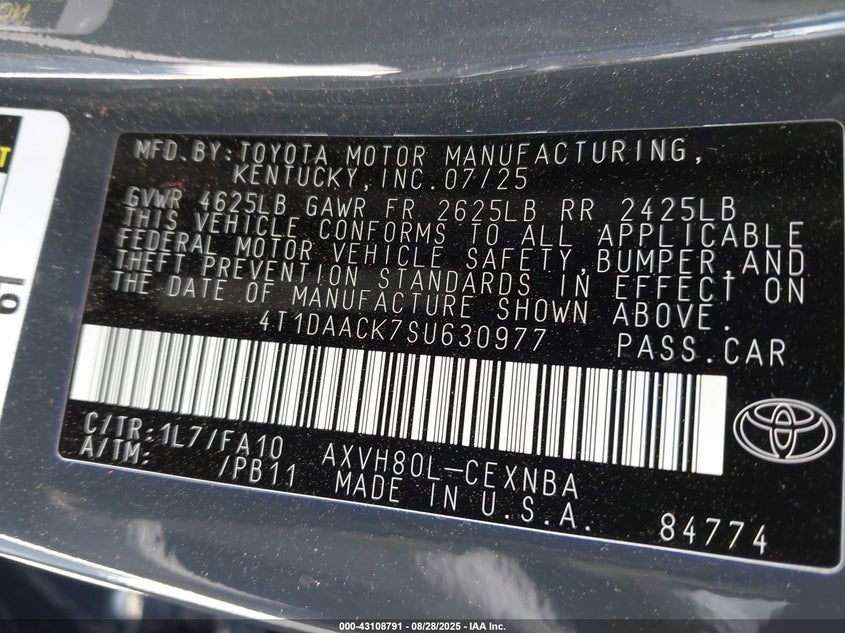 MFD.BY:TOYOTA MOTOR MANUFACTURING,
KENTUCKY,INC.07/25
GVWR 4625LB GAWR FR 2625LB RR 2425LB
THIS VEHICLE CONFORMS TO ALL APPLICABLE
FEDERAL MOTOR VEHICLE SAFETY,BUMPER,AND
THEFT PREVENTION STANDARDS IN EFFECT ON
THE DATE OF MANUFACTURE SHOWN ABOVE.
4T1DAACK7SU630977 PASS.CAR
C/TR:1L7/FA10 AXVH80L-CEXNBA
A/TM: /PB11 MADE IN U.S.A. 84774
000-43108791 - 08/28/2025 - IAA Inc.